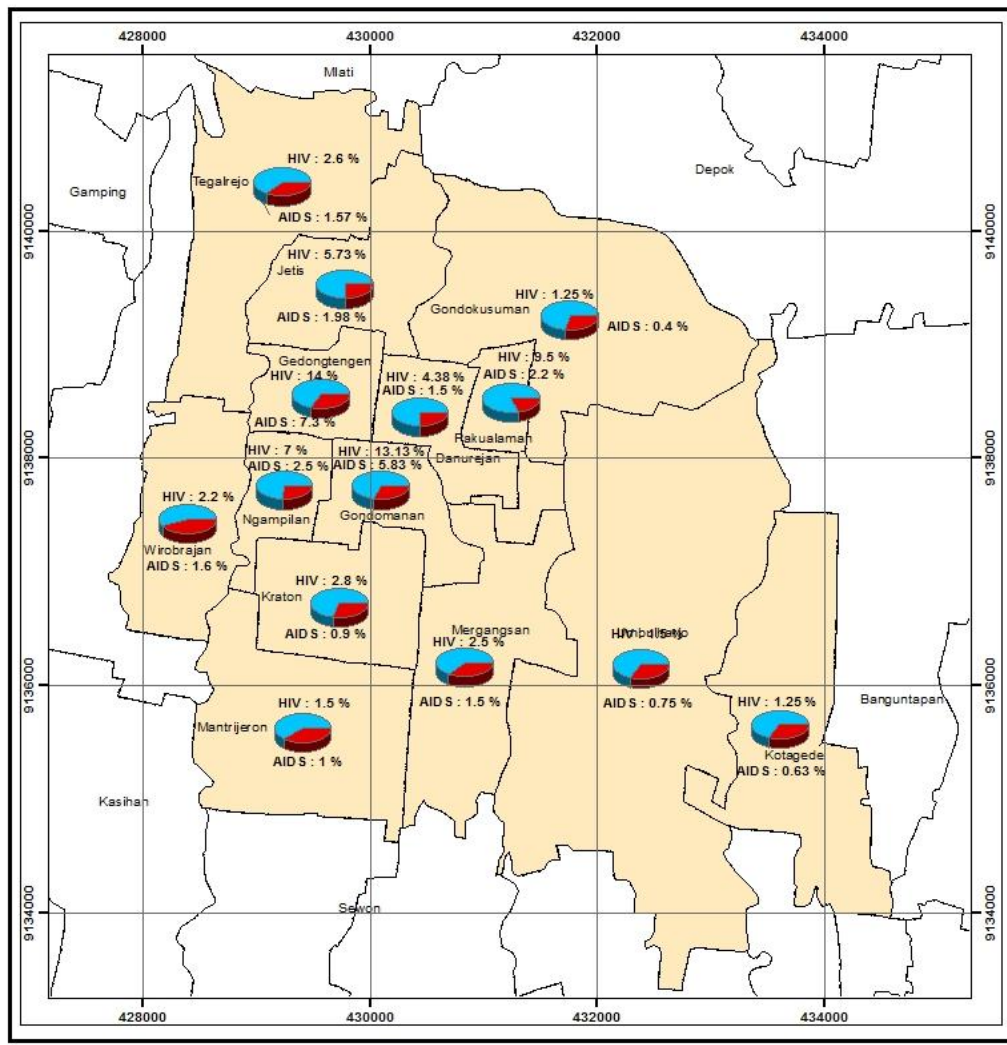 428000
430000
432000
434000
Mlati
HIV : 2.6 %
Depok
Tegalrejo
Gamping
AIDS : 1.57 %
9140000
9140000
HIV : 5.73 %
Jetis
HIV : 1.25 %
Gondokusuman
AIDS : 1.98 %
AIDS : 0.4 %
HIV : 9.5 %
Gedongtengen
HIV : 14 %
HIV : 4.38 %
AIDS : 2.2 %
AIDS : 1.5 %
AIDS : 7.3 %
Pakualaman
HIV : 7 %
HIV : 13.13 %
Danurejan
9138000
9138000
AIDS : 2.5 %
AIDS : 5.83 %
HIV : 2.2 %
Ngampilan
Gondomanan
Wirobrajan
AIDS : 1.6 %
HIV : 2.8 %
Kraton
AIDS : 0.9 %
Mergangsan
HIV : 2.5 %
HIV :
AIDS : 1.5 %
AIDS : 0.75 %
9136000
9136000
HIV : 1.25 %
Banguntapan
HIV : 1.5 %
Mantrijeron
AIDS : 1 %
Kotagede
AIDS : 0.63 %
Kasihan
Sewon
9134000
9134000
428000
430000
432000
434000